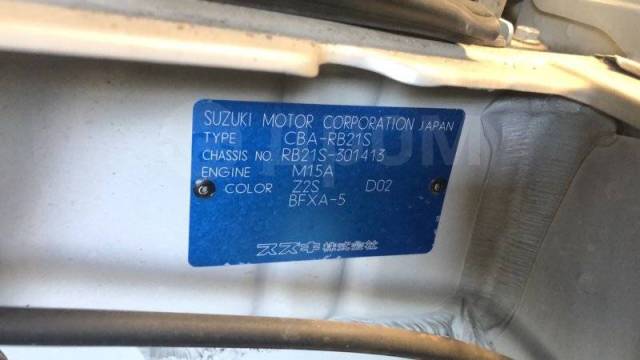 SUZUKI MOTOR CORPORATION JAPAN
TYPE CBA-RB21S
CHASSIS NO. RB21S-301413
ENGINE M15A
COLOR Z2S D02
BFXA-5
スズキ株式会社